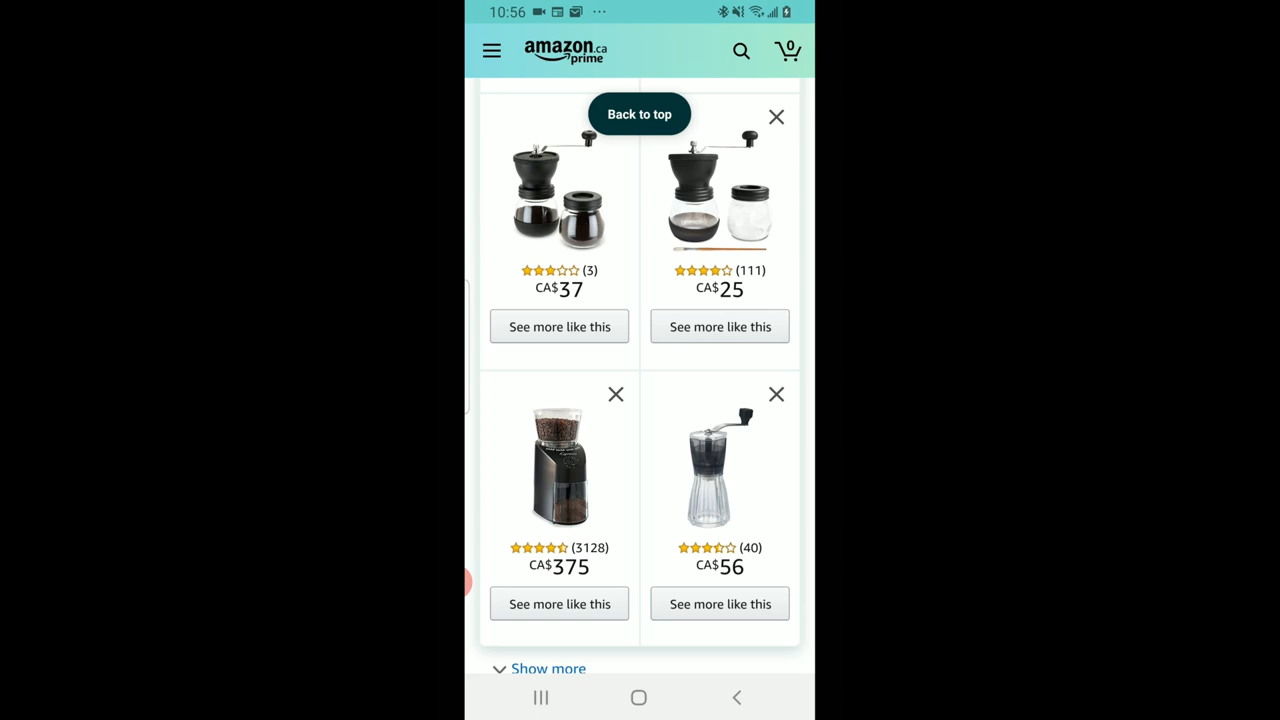 10:56
0
amazon.ca
prime
Back to top
(3)
(111)
CA$37
CA$25
See more like this
See more like this
(3128)
(40)
CA$375
CA$56
See more like this
See more like this
Show more